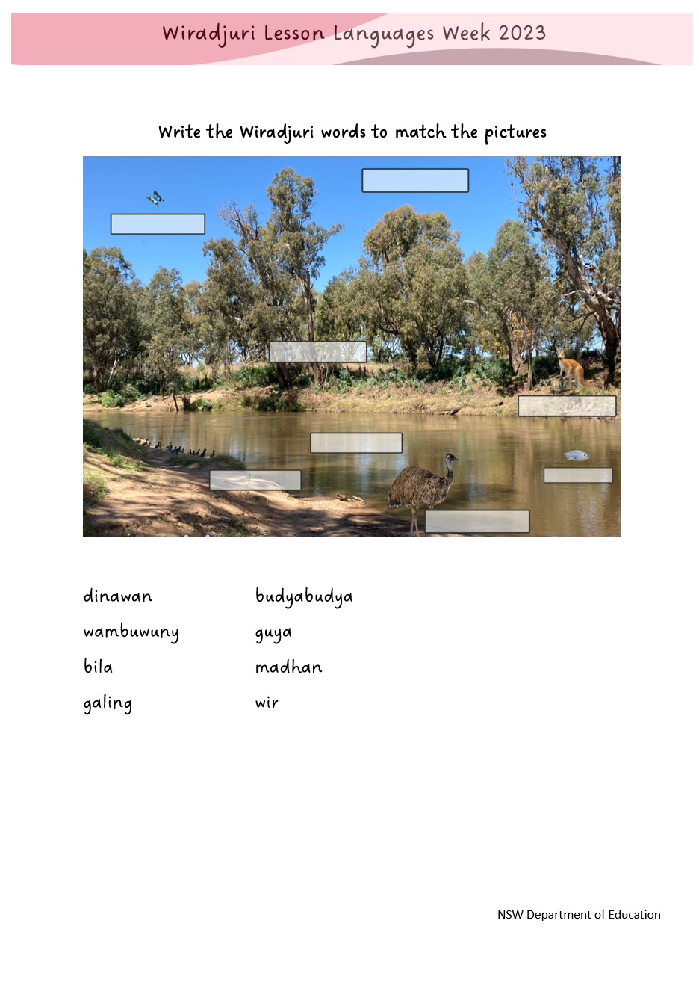 Wiradjuri Lesson Languages Week 2023
Write the Wiradjuri words to match the pictures
dinawan budyabudya
wambuwuny guya
bila madhan
galing wir
NSW Department of Education